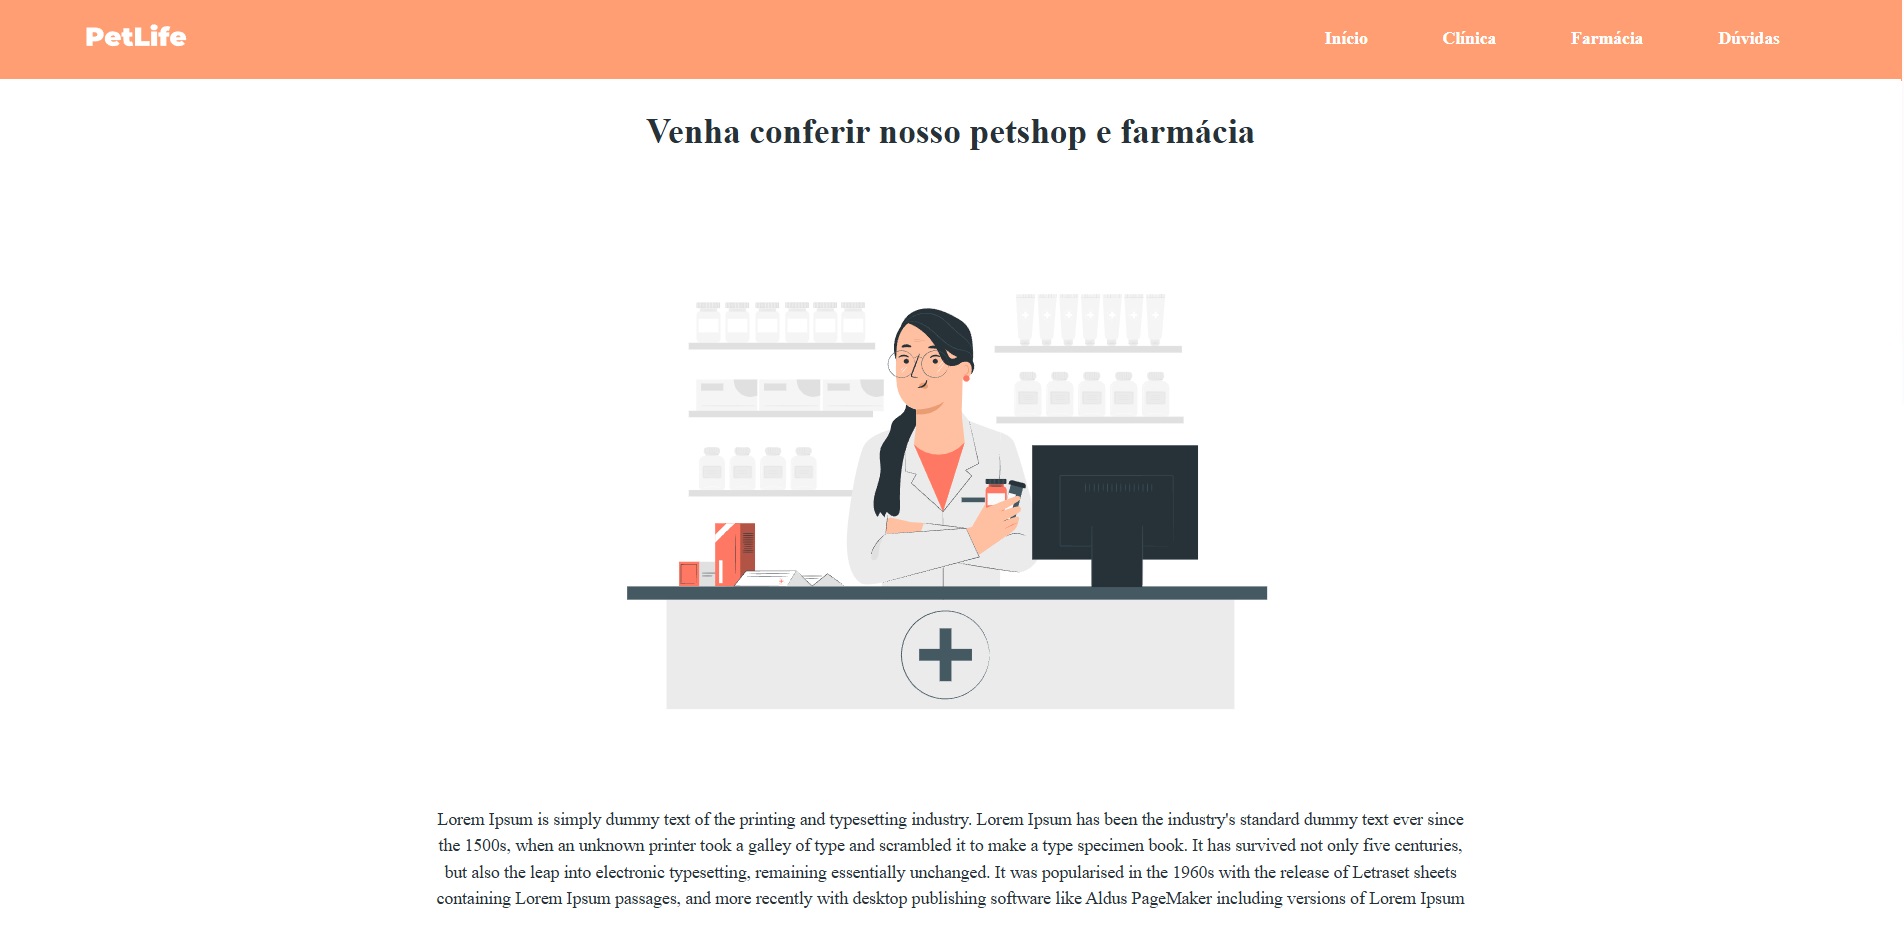 PetLife
Início
Clínica
Farmácia
Dúvidas
Venha conferir nosso petshop e farmácia
Lorem Ipsum is simply dummy text of the printing and typesetting industry. Lorem Ipsum has been the industry's standard dummy text ever since
the 1500s, when an unknown printer took a galley of type and scrambled it to make a type specimen book. It has survived not only five centuries,
but also the leap into electronic typesetting, remaining essentially unchanged. It was popularised in the 1960s with the release of Letraset sheets
containing Lorem Ipsum passages, and more recently with desktop publishing software like Aldus PageMaker including versions of Lorem Ipsum